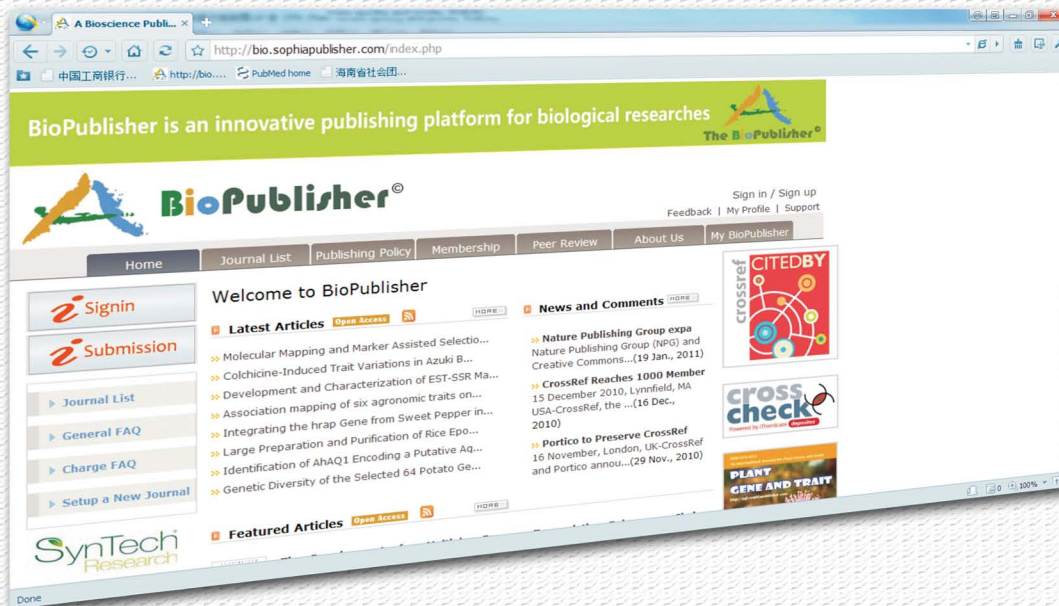 A Bioscience Publi...
http://bio.sophiapublisher.com/index.php
中国工商银行...
http://bio....
PubMed home
海南省社会团...
BioPublisher is an innovative publishing platform for biological researches
The BioPublisher©
BioPublisher©
Sign in / Sign up
Feedback | My Profile | Support
Home
Journal List
Publishing Policy
Membership
Peer Review
About Us
My BioPublisher
Signin
Submission
Journal List
General FAQ
Charge FAQ
Setup a New Journal
SynTech
Research
Welcome to BioPublisher
Latest Articles Open Access
MORE
» Molecular Mapping and Marker Assisted Selectio...
» Colchicine-Induced Trait Variations in Azuki B...
» Development and Characterization of EST-SSR Ma...
» Association mapping of six agronomic traits on...
» Integrating the hrap Gene from Sweet Pepper in...
» Large Preparation and Purification of Rice Epo...
» Identification of AhAQ1 Encoding a Putative Aq...
» Genetic Diversity of the Selected 64 Potato Ge...
Featured Articles Open Access
MORE
News and Comments
MORE
» Nature Publishing Group expa
Nature Publishing Group (NPG) and
Creative Commons...(19 Jan., 2011)
» CrossRef Reaches 1000 Member
15 December 2010, Lynnfield, MA
USA-CrossRef, the ...(16 Dec.,
2010)
» Portico to Preserve CrossRef
16 November, London, UK-CrossRef
and Portico annou...(29 Nov., 2010)
crossref
CITEDBY
cross
check
Powered by iThenticate deposited
PLANT
GENE AND TRAIT
Done
0
100%